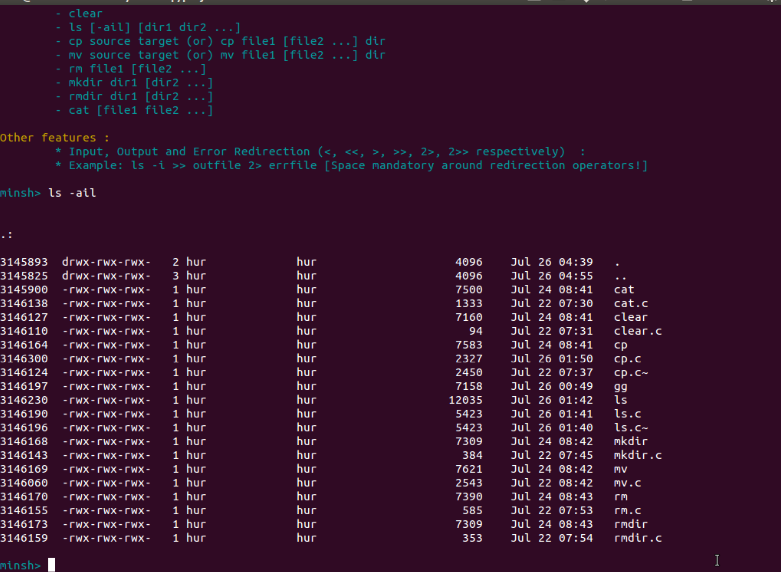 - clear
- ls [-ail] [dir1 dir2 ...]
- cp source target (or) cp file1 [file2 ...] dir
- mv source target (or) mv file1 [file2 ...] dir
- rm file1 [file2 ...]
- mkdir dir1 [dir2 ...]
- rmdir dir1 [dir2 ...]
- cat [file1 file2 ...]
Other features :
* Input, Output and Error Redirection (<, <<, >, >>, 2>, 2>> respectively)  :
* Example: ls -i >> outfile 2> errfile [Space mandatory around redirection operators!]
minsh> ls -ail
.:
3145893 drwx-rwx-rwx- 2 hur hur 4096 Jul 26 04:39 .
3145825 drwx-rwx-rwx- 3 hur hur 4096 Jul 26 04:55 ..
3145900 -rwx-rwx-rwx- 1 hur hur 7500 Jul 24 08:41 cat
3146138 -rwx-rwx-rwx- 1 hur hur 1333 Jul 22 07:30 cat.c
3146127 -rwx-rwx-rwx- 1 hur hur 7160 Jul 24 08:41 clear
3146110 -rwx-rwx-rwx- 1 hur hur 94 Jul 22 07:31 clear.c
3146164 -rwx-rwx-rwx- 1 hur hur 7583 Jul 24 08:41 cp
3146300 -rwx-rwx-rwx- 1 hur hur 2327 Jul 26 01:50 cp.c
3146124 -rwx-rwx-rwx- 1 hur hur 2450 Jul 22 07:37 cp.c~
3146197 -rwx-rwx-rwx- 1 hur hur 7158 Jul 26 00:49 gg
3146230 -rwx-rwx-rwx- 1 hur hur 12035 Jul 26 01:42 ls
3146190 -rwx-rwx-rwx- 1 hur hur 5423 Jul 26 01:41 ls.c
3146196 -rwx-rwx-rwx- 1 hur hur 5423 Jul 26 01:40 ls.c~
3146168 -rwx-rwx-rwx- 1 hur hur 7309 Jul 24 08:42 mkdir
3146143 -rwx-rwx-rwx- 1 hur hur 384 Jul 22 07:45 mkdir.c
3146169 -rwx-rwx-rwx- 1 hur hur 7621 Jul 24 08:42 mv
3146060 -rwx-rwx-rwx- 1 hur hur 2543 Jul 22 08:42 mv.c
3146170 -rwx-rwx-rwx- 1 hur hur 7390 Jul 24 08:43 rm
3146155 -rwx-rwx-rwx- 1 hur hur 585 Jul 22 07:53 rm.c
3146173 -rwx-rwx-rwx- 1 hur hur 7309 Jul 24 08:43 rmdir
3146159 -rwx-rwx-rwx- 1 hur hur 353 Jul 22 07:54 rmdir.c
minsh>